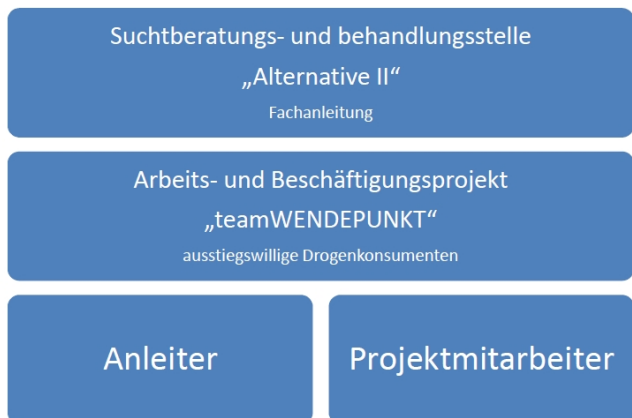 Suchtberatungs- und behandlungsstelle
„Alternative II“
Fachanleitung
Arbeits- und Beschäftigungsprojekt
„teamWENDEPUNKT“
ausstiegswillige Drogenkonsumenten
Anleiter
Projektmitarbeiter